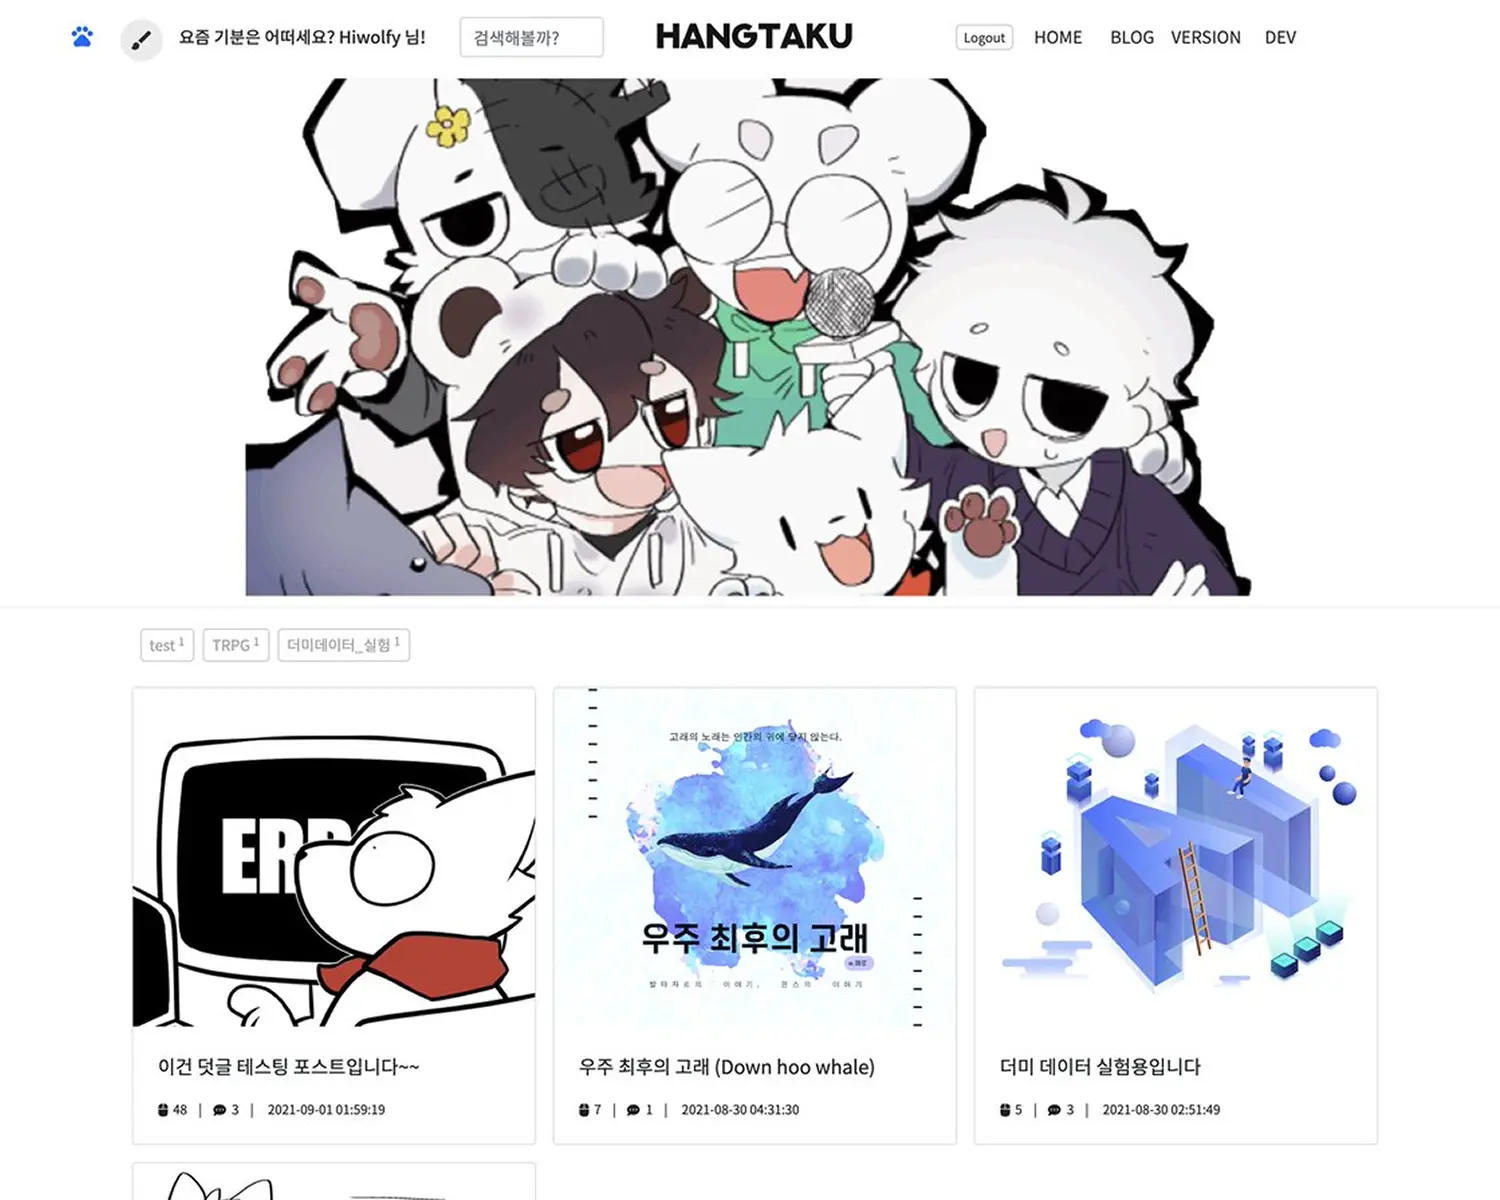 요즘 기분은 어떠세요? Hiwolfy 님!
검색해볼까?
HANGTAKU
Logout
HOME
BLOG
VERSION
DEV
test 1
TRPG 1
더미데이터_실험 1
ERR
고래의 노래는 인간의 귀에 닿지 않는다.
우주 최후의 고래
발타자르의 이야기, 핀스의 이야기
이건 덧글 테스팅 포스트입니다~~
48 | 3 | 2021-09-01 01:59:19
우주 최후의 고래 (Down hoo whale)
7 | 1 | 2021-08-30 04:31:30
더미 데이터 실험용입니다
5 | 3 | 2021-08-30 02:51:49